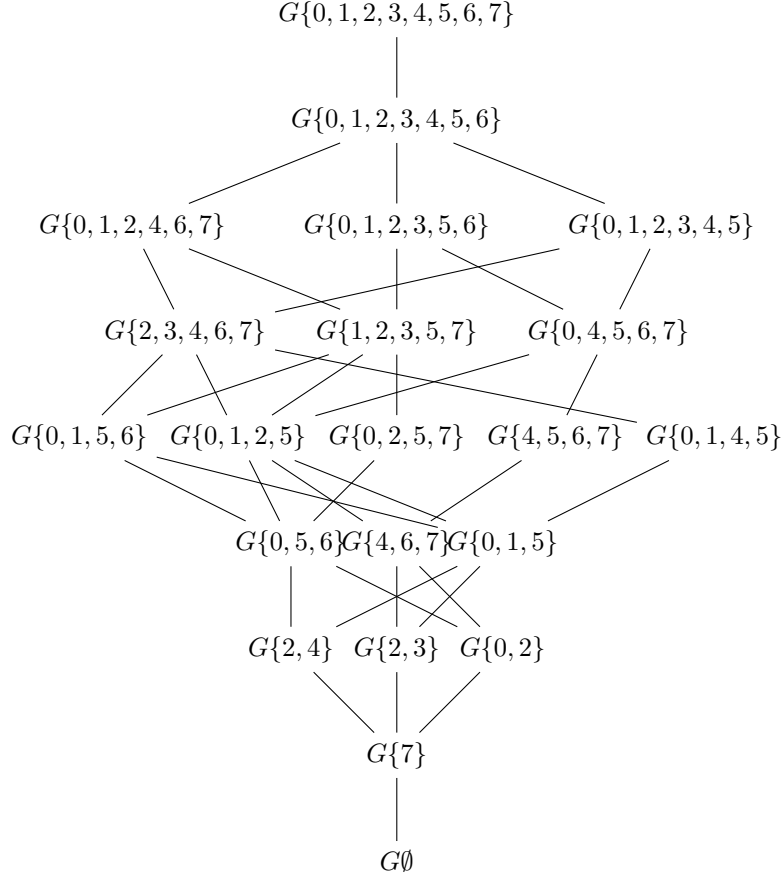 G{0, 1, 2, 3, 4, 5, 6, 7}
G{0, 1, 2, 3, 4, 5, 6}
G{0, 1, 2, 4, 6, 7} G{0, 1, 2, 3, 5, 6} G{0, 1, 2, 3, 4, 5}
G{2, 3, 4, 6, 7} G{1, 2, 3, 5, 7} G{0, 4, 5, 6, 7}
G{0, 1, 5, 6} G{0, 1, 2, 5} G{0, 2, 5, 7} G{4, 5, 6, 7} G{0, 1, 4, 5}
G{0, 5, 6} G{4, 6, 7} G{0, 1, 5}
G{2, 4} G{2, 3} G{0, 2}
G{7}
G∅